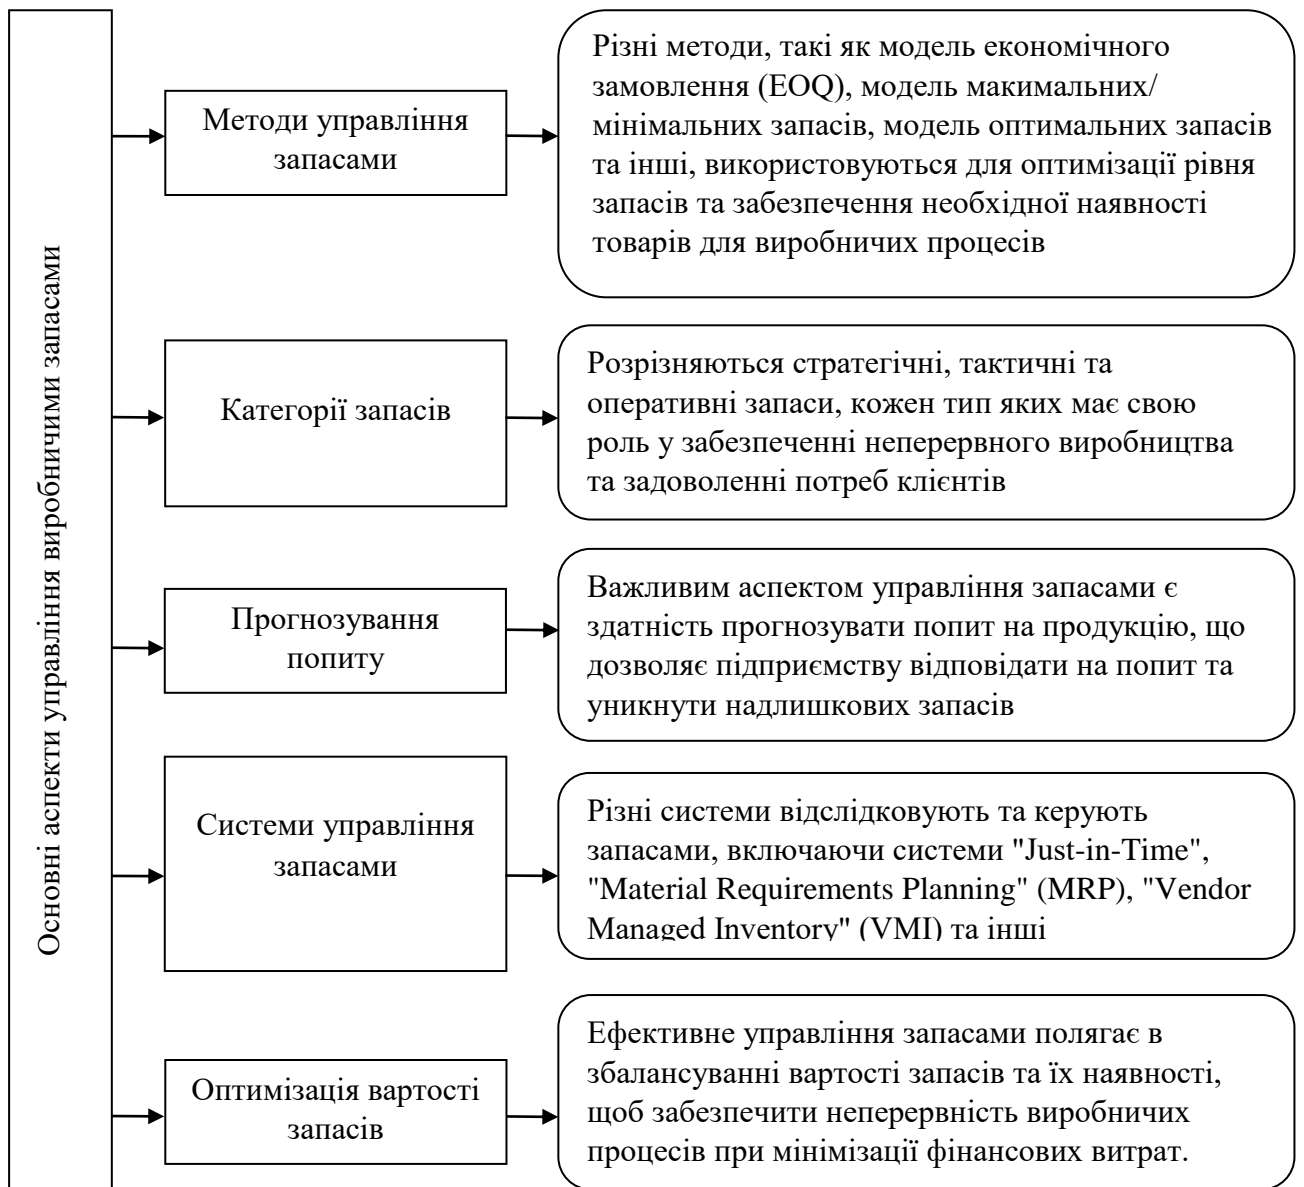 Основні аспекти управління виробничими запасами
Методи управління
запасами
Різні методи, такі як модель економічного
замовлення (EOQ), модель макимальних/
мінімальних запасів, модель оптимальних запасів
та інші, використовуються для оптимізації рівня
запасів та забезпечення необхідної наявності
товарів для виробничих процесів
Категорії запасів
Розрізняються стратегічні, тактичні та
оперативні запаси, кожен тип яких має свою
роль у забезпеченні неперервного виробництва
та задоволенні потреб клієнтів
Прогнозування
попиту
Важливим аспектом управління запасами є
здатність прогнозувати попит на продукцію, що
дозволяє підприємству відповідати на попит та
уникнути надлишкових запасів
Системи управління
запасами
Різні системи відслідковують та керують
запасами, включаючи системи "Just-in-Time",
"Material Requirements Planning" (MRP), "Vendor
Managed Inventory" (VMI) та інші
Оптимізація вартості
запасів
Ефективне управління запасами полягає в
збалансуванні вартості запасів та їх наявності,
щоб забезпечити неперервність виробничих
процесів при мінімізації фінансових витрат.